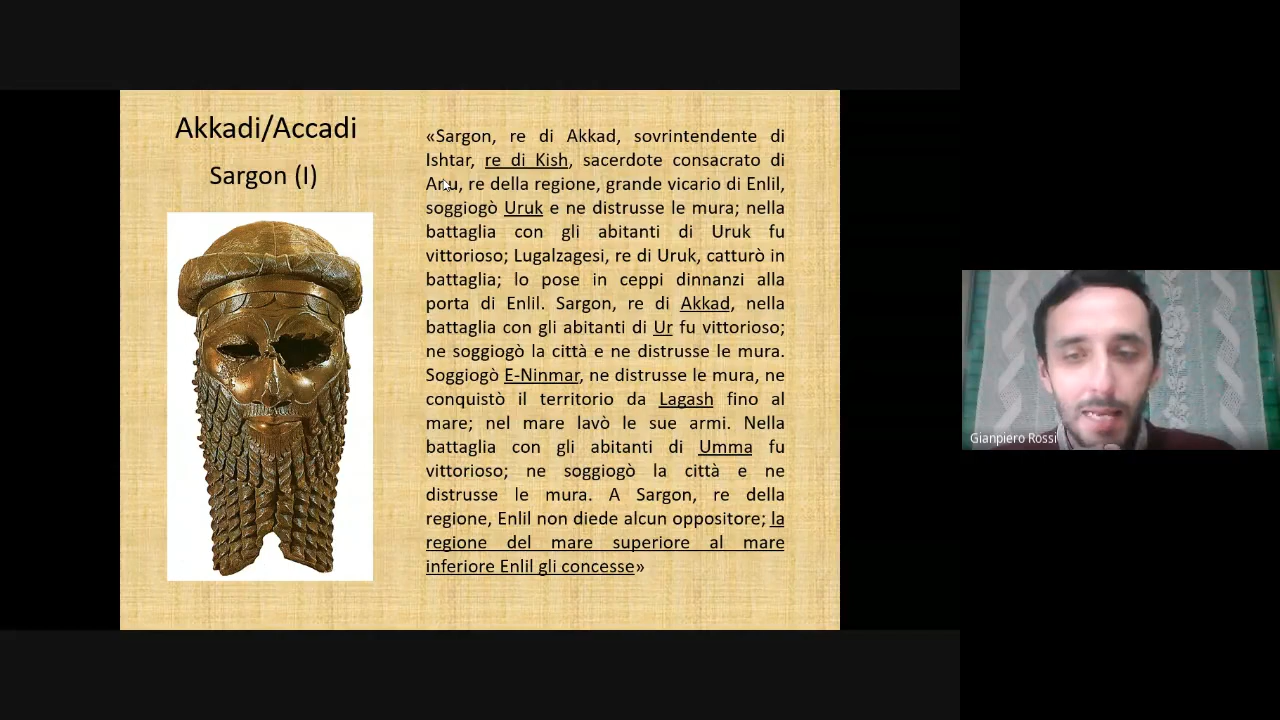 Akkadi/Accadi
Sargon (I)
«Sargon, re di Akkad, sovrintendente di
Ishtar, re di Kish, sacerdote consacrato di
Anu, re della regione, grande vicario di Enlil,
soggiogò Uruk e ne distrusse le mura; nella
battaglia con gli abitanti di Uruk fu
vittorioso; Lugalzagesi, re di Uruk, catturò in
battaglia; lo pose in ceppi dinnanzi alla
porta di Enlil. Sargon, re di Akkad, nella
battaglia con gli abitanti di Ur fu vittorioso;
ne soggiogò la città e ne distrusse le mura.
Soggiogò E-Ninmar, ne distrusse le mura, ne
conquistò il territorio da Lagash fino al
mare; nel mare lavò le sue armi. Nella
battaglia con gli abitanti di Umma fu
vittorioso; ne soggiogò la città e ne
distrusse le mura. A Sargon, re della
regione, Enlil non diede alcun oppositore; la
regione del mare superiore al mare
inferiore Enlil gli concesse»
Gianpiero Rossi